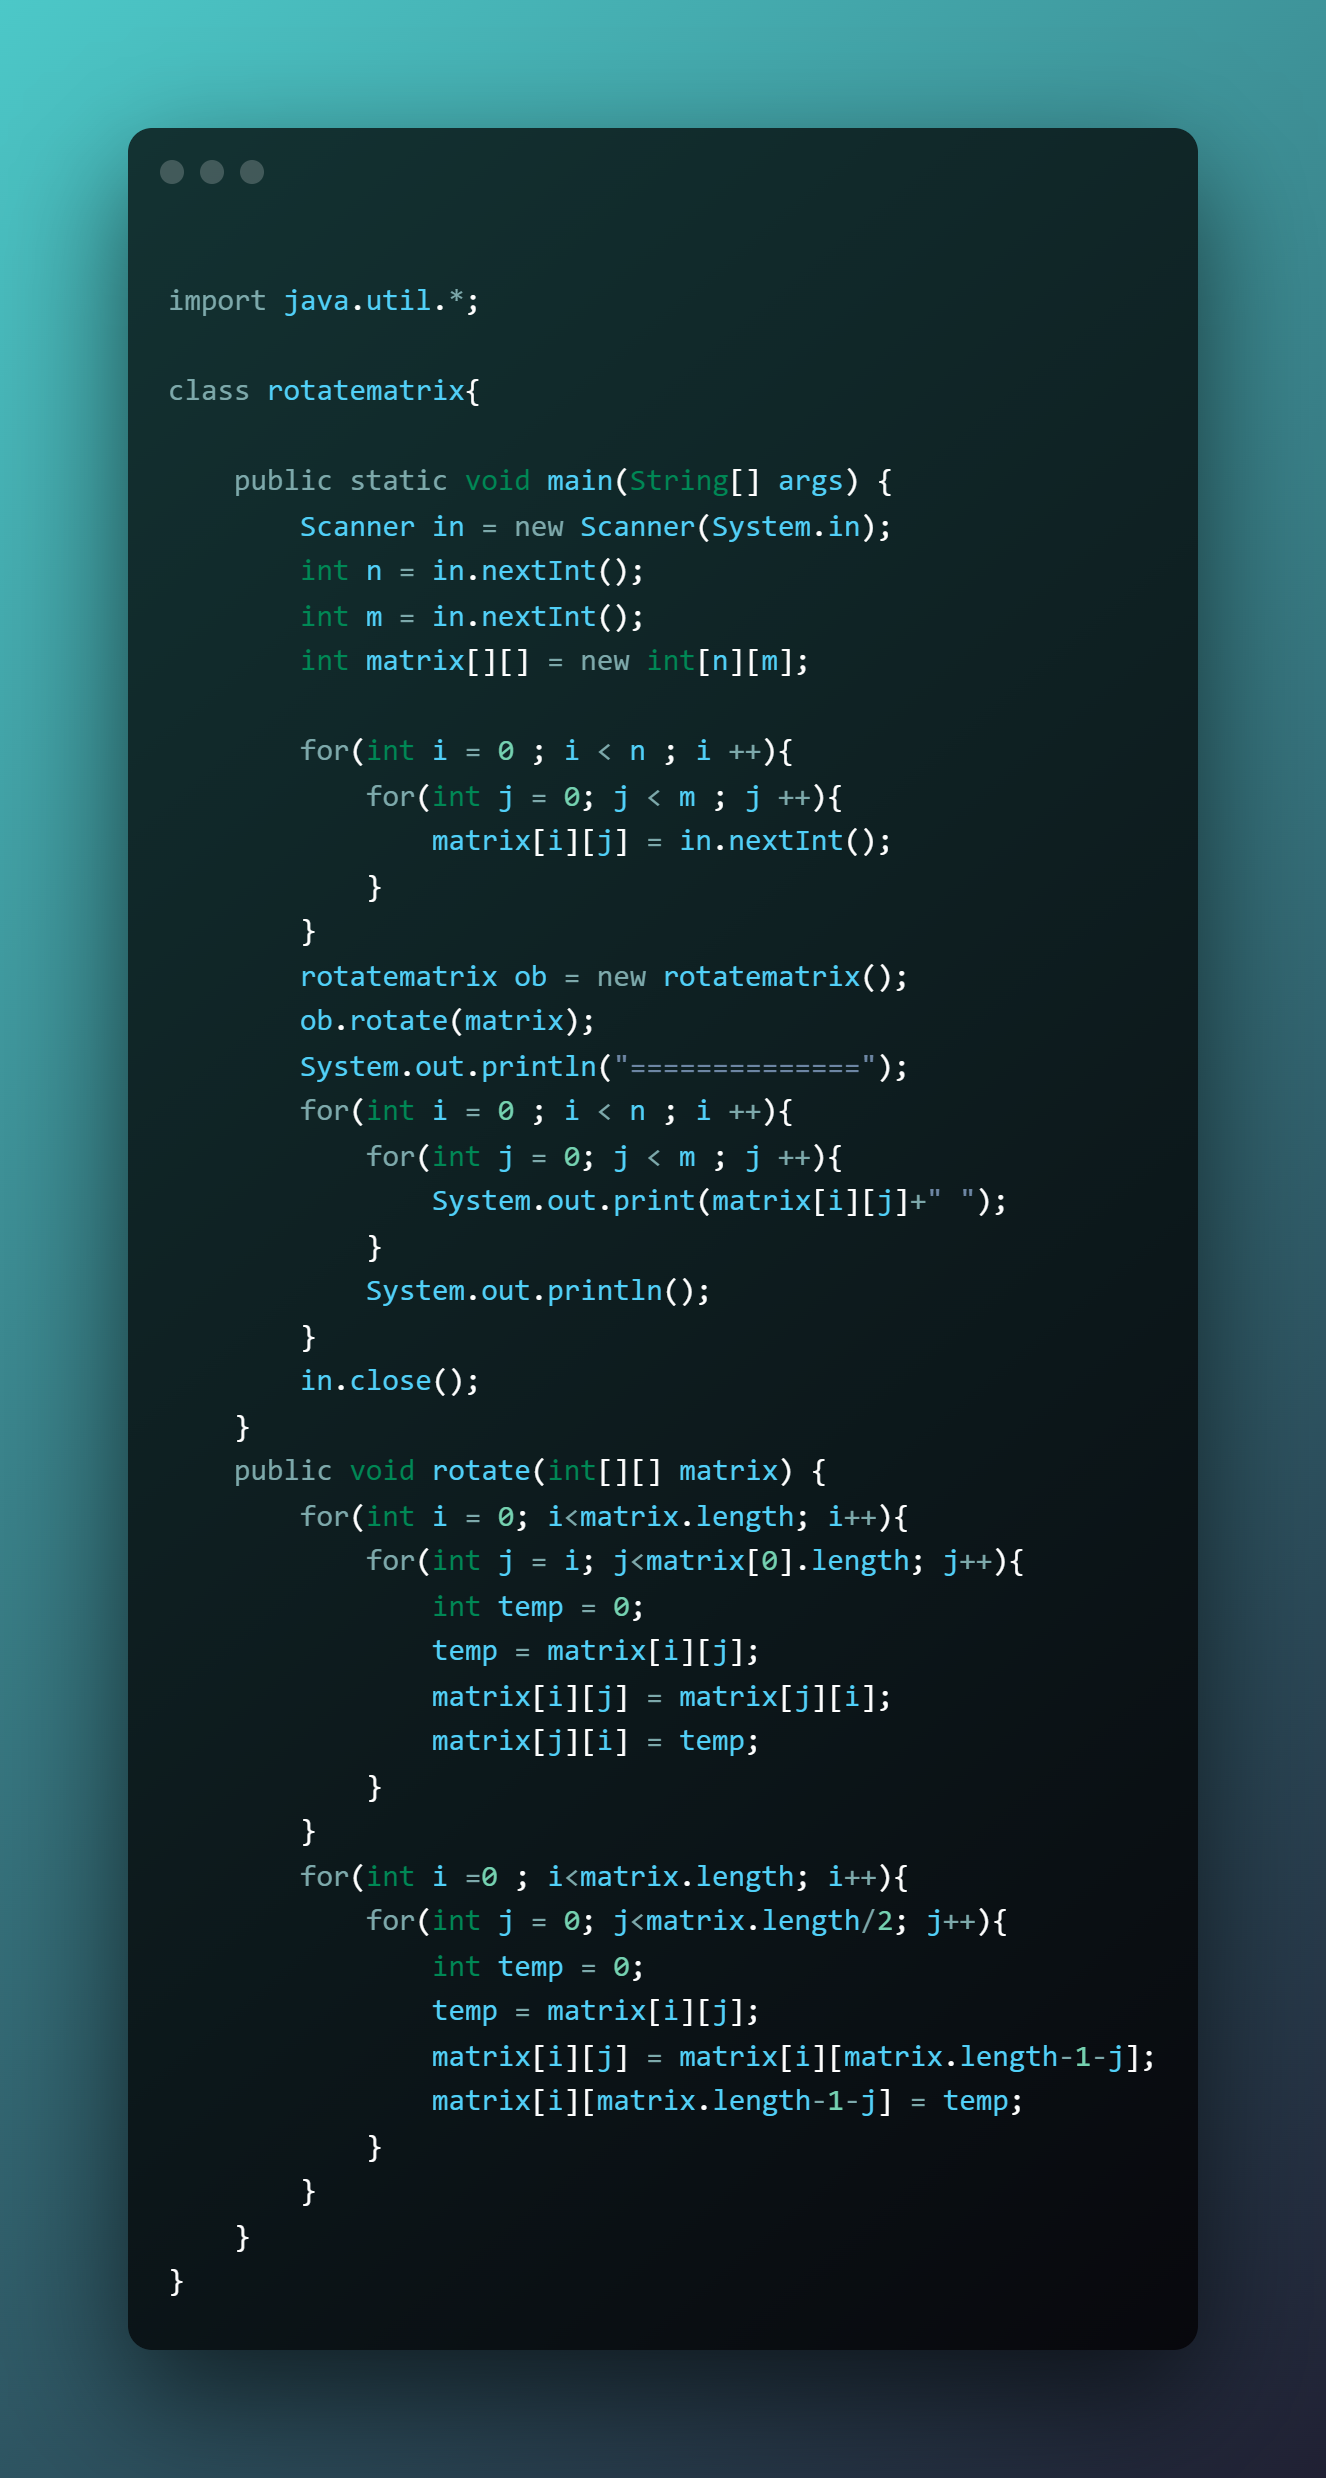 import java.util.*;

class rotatematrix{

    public static void main(String[] args) {
        Scanner in = new Scanner(System.in);
        int n = in.nextInt();
        int m = in.nextInt();
        int matrix[][] = new int[n][m];

        for(int i = 0 ; i < n ; i ++){
            for(int j = 0; j < m ; j ++){
                matrix[i][j] = in.nextInt();
            }
        }
        rotatematrix ob = new rotatematrix();
        ob.rotate(matrix);
        System.out.println("==============");
        for(int i = 0 ; i < n ; i ++){
            for(int j = 0; j < m ; j ++){
                System.out.print(matrix[i][j]+" ");
            }
            System.out.println();
        }
        in.close();
    }
    public void rotate(int[][] matrix) {
        for(int i = 0; i<matrix.length; i++){
            for(int j = i; j<matrix[0].length; j++){
                int temp = 0;
                temp = matrix[i][j];
                matrix[i][j] = matrix[j][i];
                matrix[j][i] = temp;
            }
        }
        for(int i =0 ; i<matrix.length; i++){
            for(int j = 0; j<matrix.length/2; j++){
                int temp = 0;
                temp = matrix[i][j];
                matrix[i][j] = matrix[i][matrix.length-1-j];
                matrix[i][matrix.length-1-j] = temp;
            }
        }
    }
}